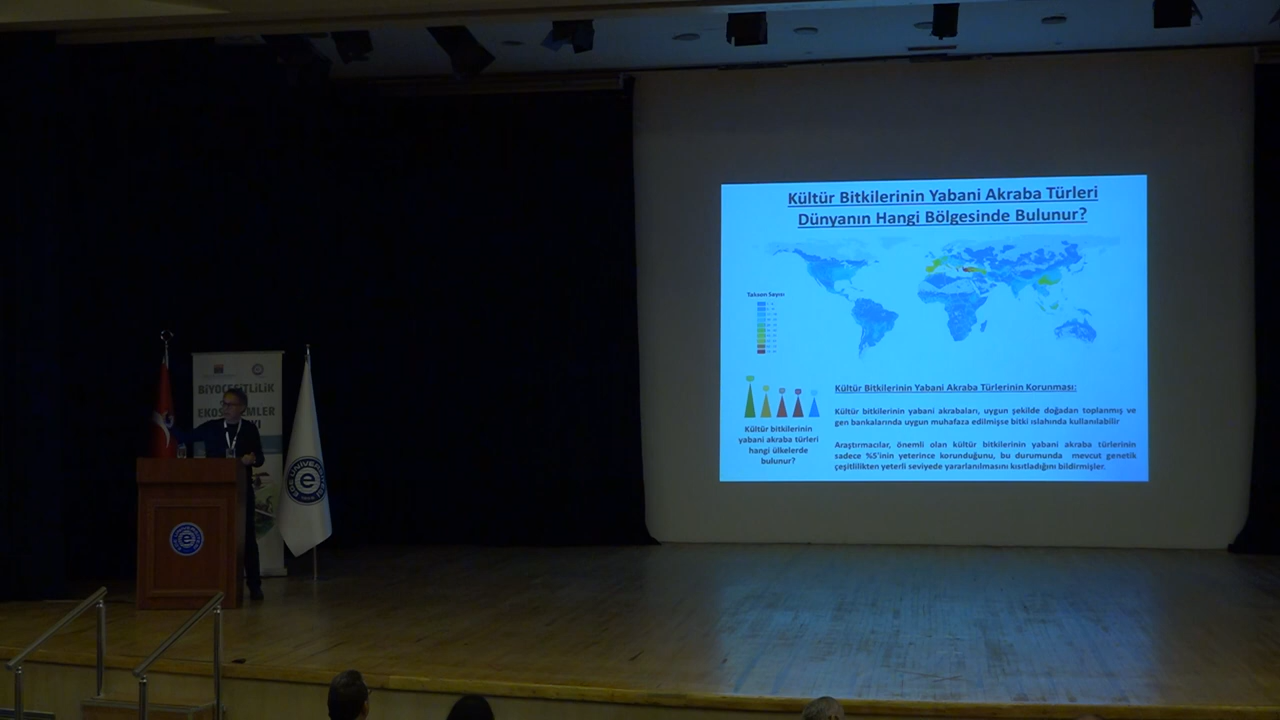 Kültür Bitkilerinin Yabani Akraba Türleri
Dünyanın Hangi Bölgesinde Bulunur?
Takson Sayısı
Kültür bitkilerinin
yabani akraba türleri
hangi ülkelerde
bulunur?
Kültür Bitkilerinin Yabani Akraba Türlerinin Korunması:
Kültür bitkilerinin yabani akrabaları, uygun şekilde doğadan toplanmış ve
gen bankalarında uygun muhafaza edilmişse bitki ıslahında kullanılabilir
Araştırmacılar, önemli olan kültür bitkilerinin yabani akraba türlerinin
sadece %5'inin yeterince korunduğunu, bu durumunda mevcut genetik
çeşitlilikten yeterli seviyede yararlanılmasını kısıtladığını bildirmişler.
BİYOÇEŞİTLİLİK
e
e